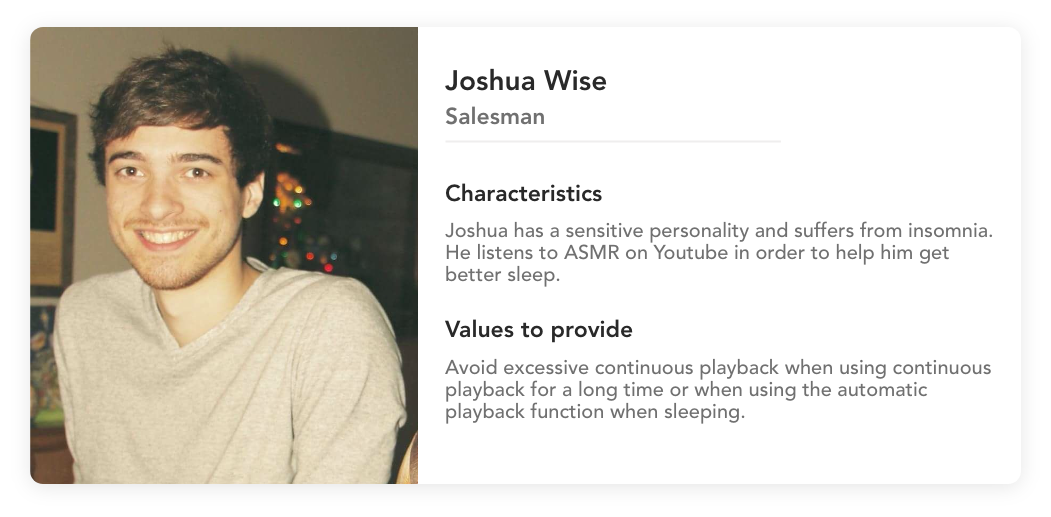 Joshua Wise
Salesman
Characteristics
Joshua has a sensitive personality and suffers from insomnia.
He listens to ASMR on Youtube in order to help him get
better sleep.
Values to provide
Avoid excessive continuous playback when using continuous
playback for a long time or when using the automatic
playback function when sleeping.